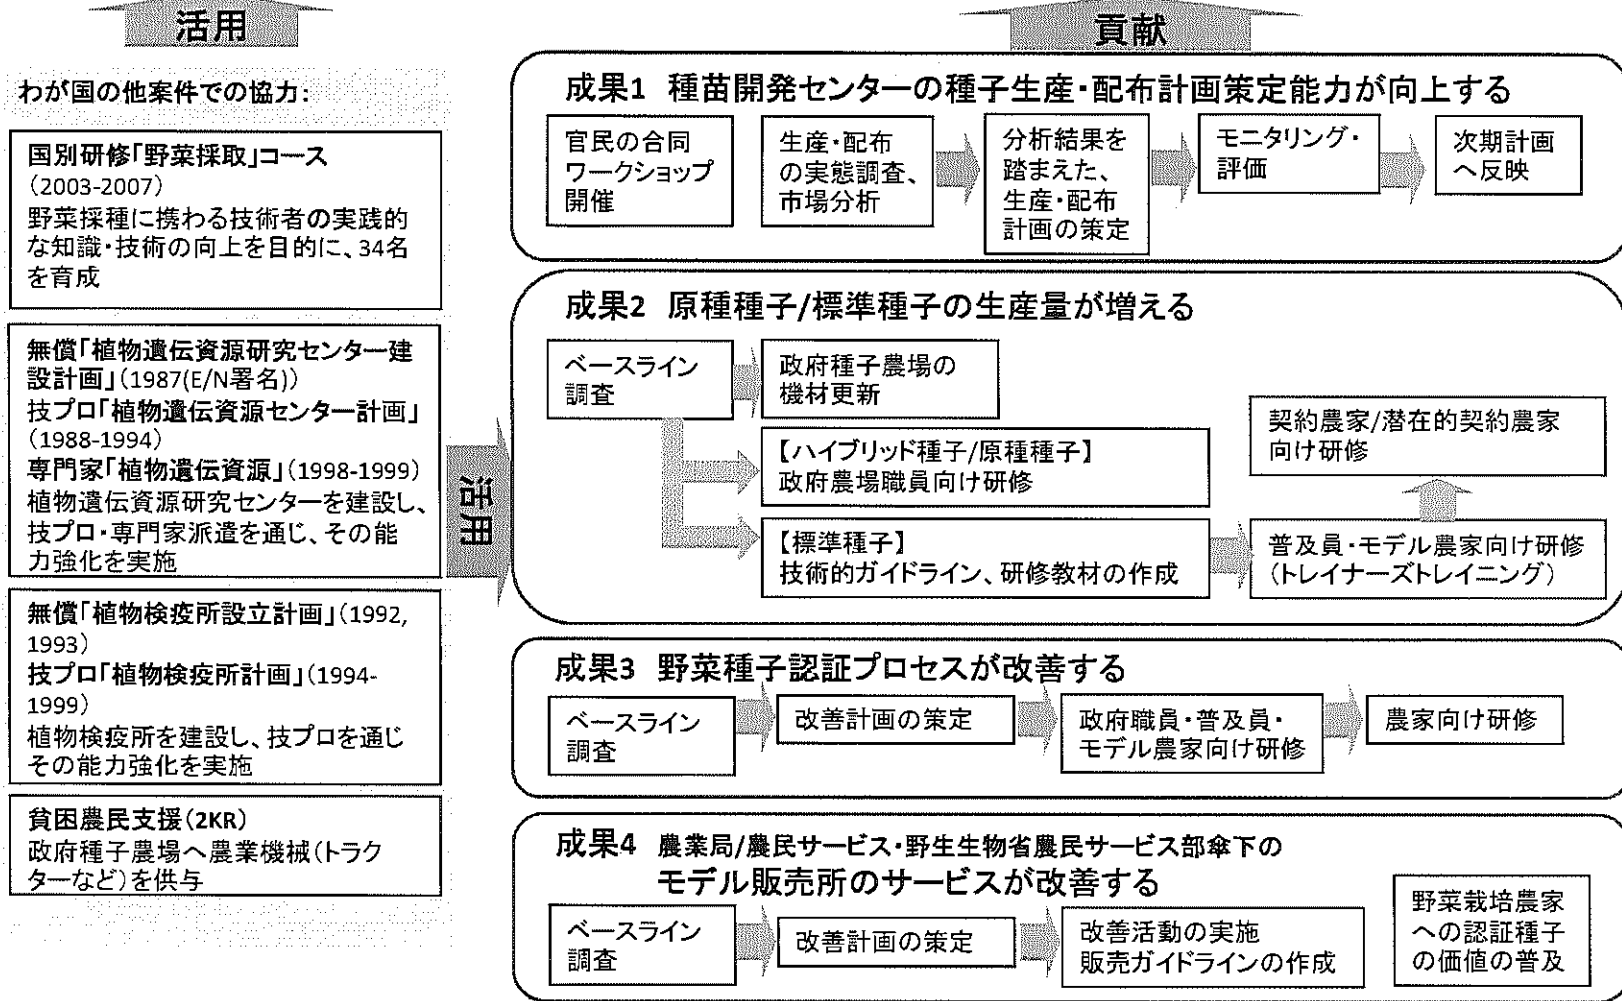 活用
わが国の他案件での協力:
国別研修「野菜採取」コース
(2003-2007)
野菜採種に携わる技術者の実践的
な知識・技術の向上を目的に、34名
を育成
無償「植物遺伝資源研究センター建
設計画」(1987(E/N署名))
技プロ「植物遺伝資源センター計画」
(1988-1994)
専門家「植物遺伝資源」(1998-1999)
植物遺伝資源研究センターを建設し、
技プロ・専門家派遣を通じ、その能
力強化を実施
無償「植物検疫所設立計画」(1992,
1993)
技プロ「植物検疫所計画」(1994-
1999)
植物検疫所を建設し、技プロを通じ
その能力強化を実施
貧困農民支援(2KR)
政府種子農場へ農業機械(トラク
ターなど)を供与
活用
貢献
成果1 種苗開発センターの種子生産・配布計画策定能力が向上する
官民の合同
ワークショップ
開催
生産・配布
の実態調査、
市場分析
分析結果を
踏まえた、
生産・配布
計画の策定
モニタリング・
評価
次期計画
へ反映
成果2 原種種子/標準種子の生産量が増える
ベースライン
調査
政府種子農場の
機材更新
【ハイブリッド種子/原種種子】
政府農場職員向け研修
【標準種子】
技術的ガイドライン、研修教材の作成
普及員・モデル農家向け研修
(トレイナーズトレイニング)
契約農家/潜在的契約農家
向け研修
成果3 野菜種子認証プロセスが改善する
ベースライン
調査
改善計画の策定
政府職員・普及員・
モデル農家向け研修
農家向け研修
成果4 農業局/農民サービス・野生生物省農民サービス部傘下の
モデル販売所のサービスが改善する
ベースライン
調査
改善計画の策定
改善活動の実施
販売ガイドラインの作成
野菜栽培農家
への認証種子
の価値の普及